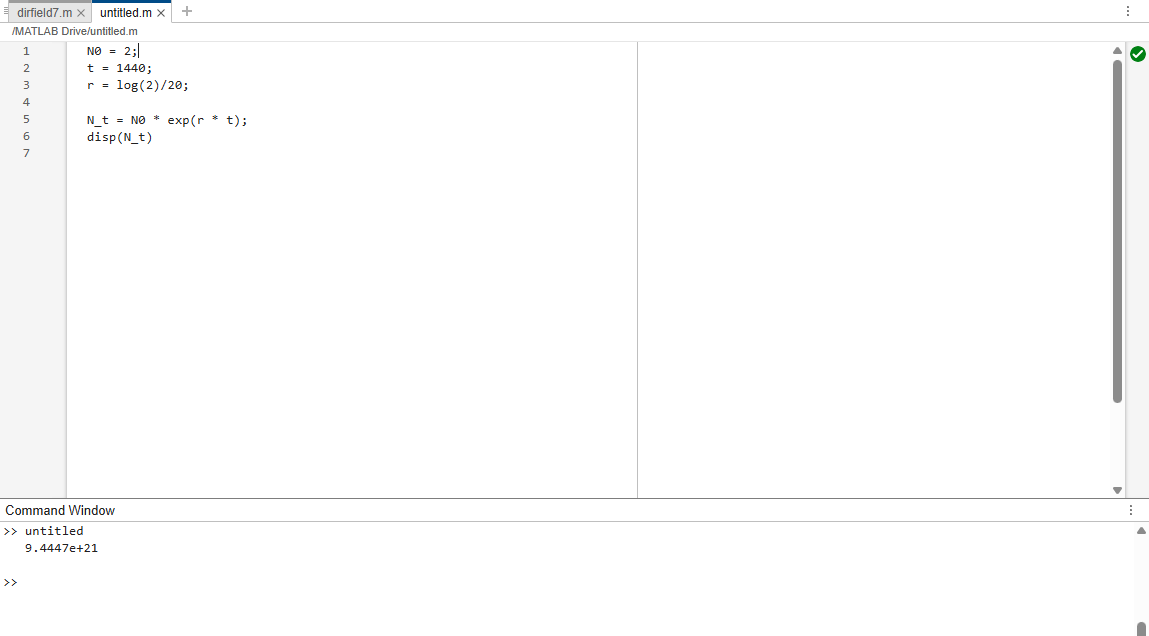 dirfield7.m × untitled.m × +
/MATLAB Drive/untitled.m
1 N0 = 2;
2 t = 1440;
3 r = log(2)/20;
4
5 N_t = N0 * exp(r * t);
6 disp(N_t)
7
Command Window
>> untitled
9.4447e+21
>>